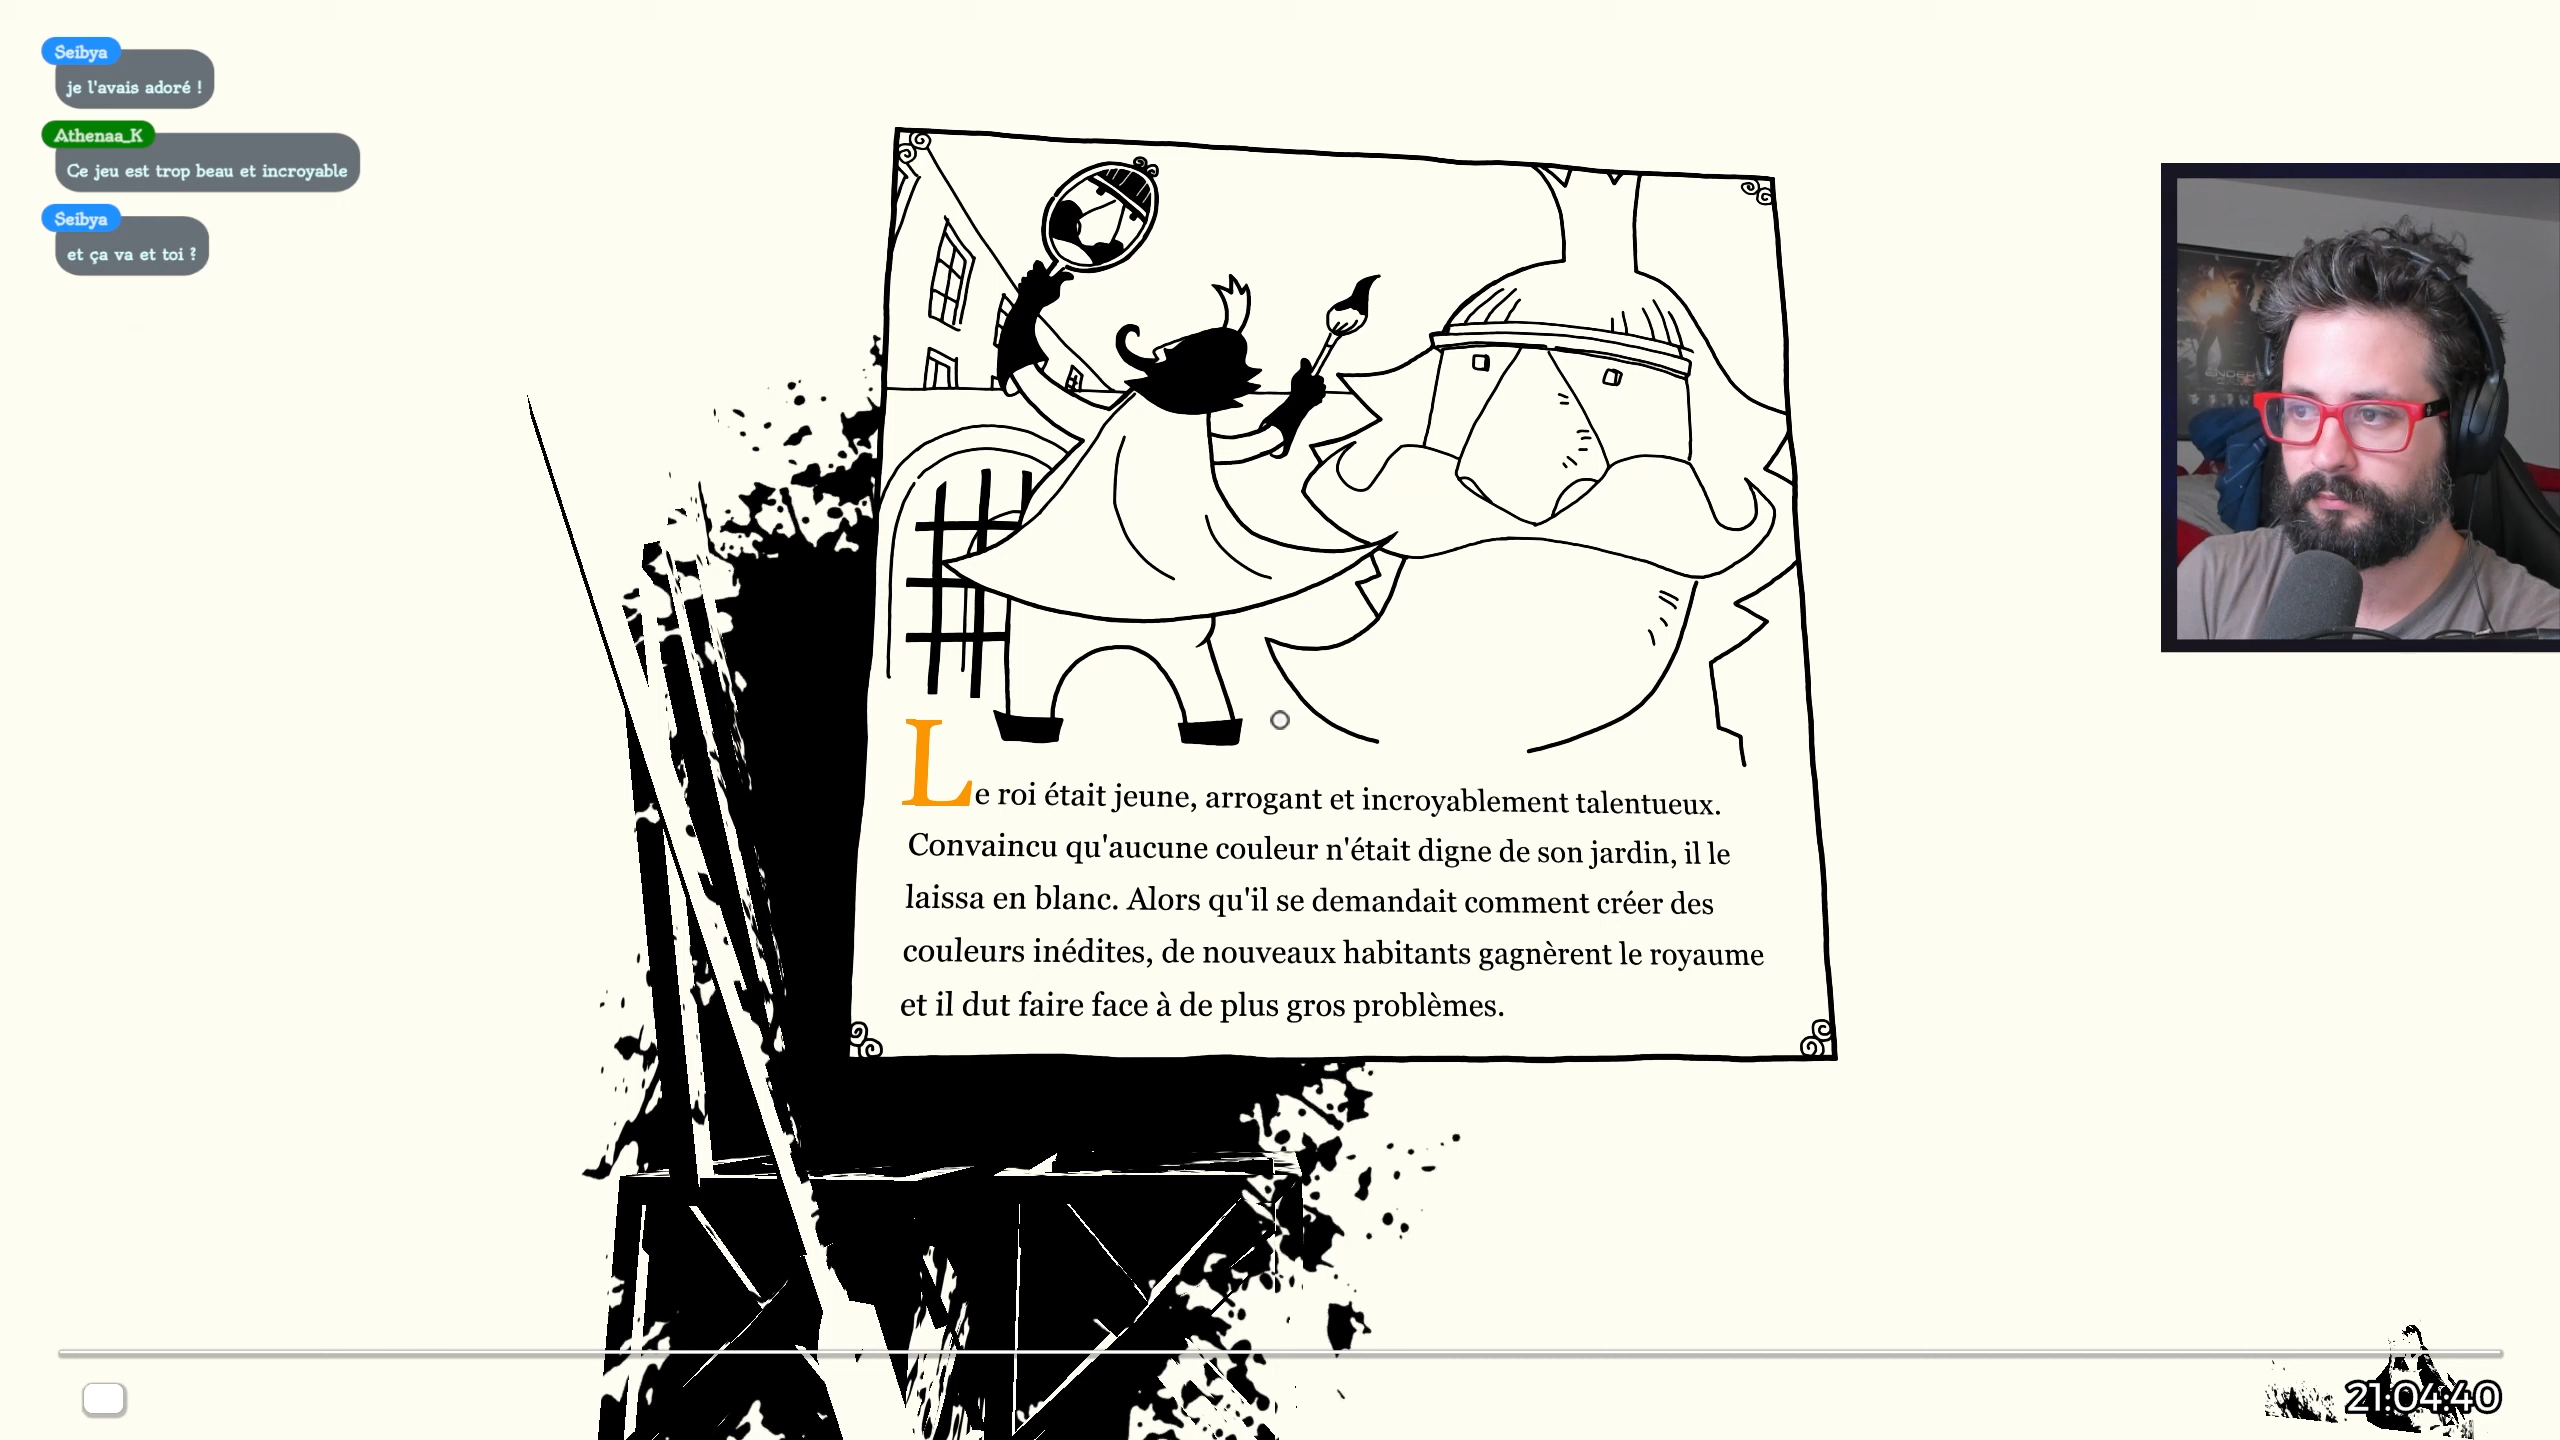 Seibya
je l'avais adoré !
Athenaa_K
Ce jeu est trop beau et incroyable
Seibya
et ça va et toi ?
Le roi était jeune, arrogant et incroyablement talentueux.
Convaincu qu'aucune couleur n'était digne de son jardin, il le
laissa en blanc. Alors qu'il se demandait comment créer des
couleurs inédites, de nouveaux habitants gagnèrent le royaume
et il dut faire face à de plus gros problèmes.
21:04:40